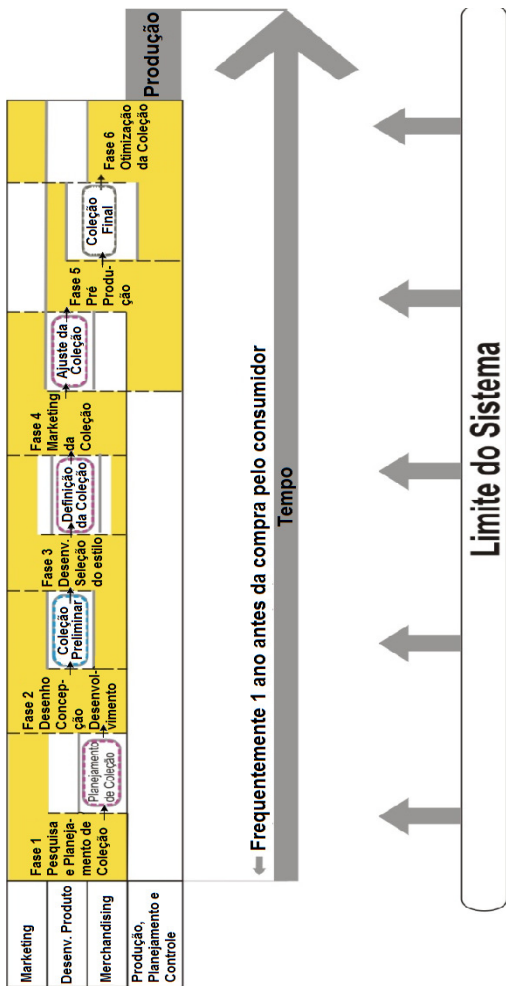 Marketing
Desenv. Produto
Merchandising
Produção,
Planejamento e
Controle
Fase 1
Pesquisa
e Planeja-
mento de
Coleção
Planejamento
de Coleção
Fase 2
Desenho
Concep-
ção
Desenvol-
vimento
Coleção
Preliminar
Fase 3
Desenv.
Seleção
do estilo
Definição
da Coleção
Fase 4
Marketing
da
Coleção
Ajuste da
Coleção
Fase 5
Pré
Produ-
ção
Coleção
Final
Fase 6
Otimização
da Coleção
Produção
Frequentemente 1 ano antes da compra pelo consumidor
Tempo
Limite do Sistema